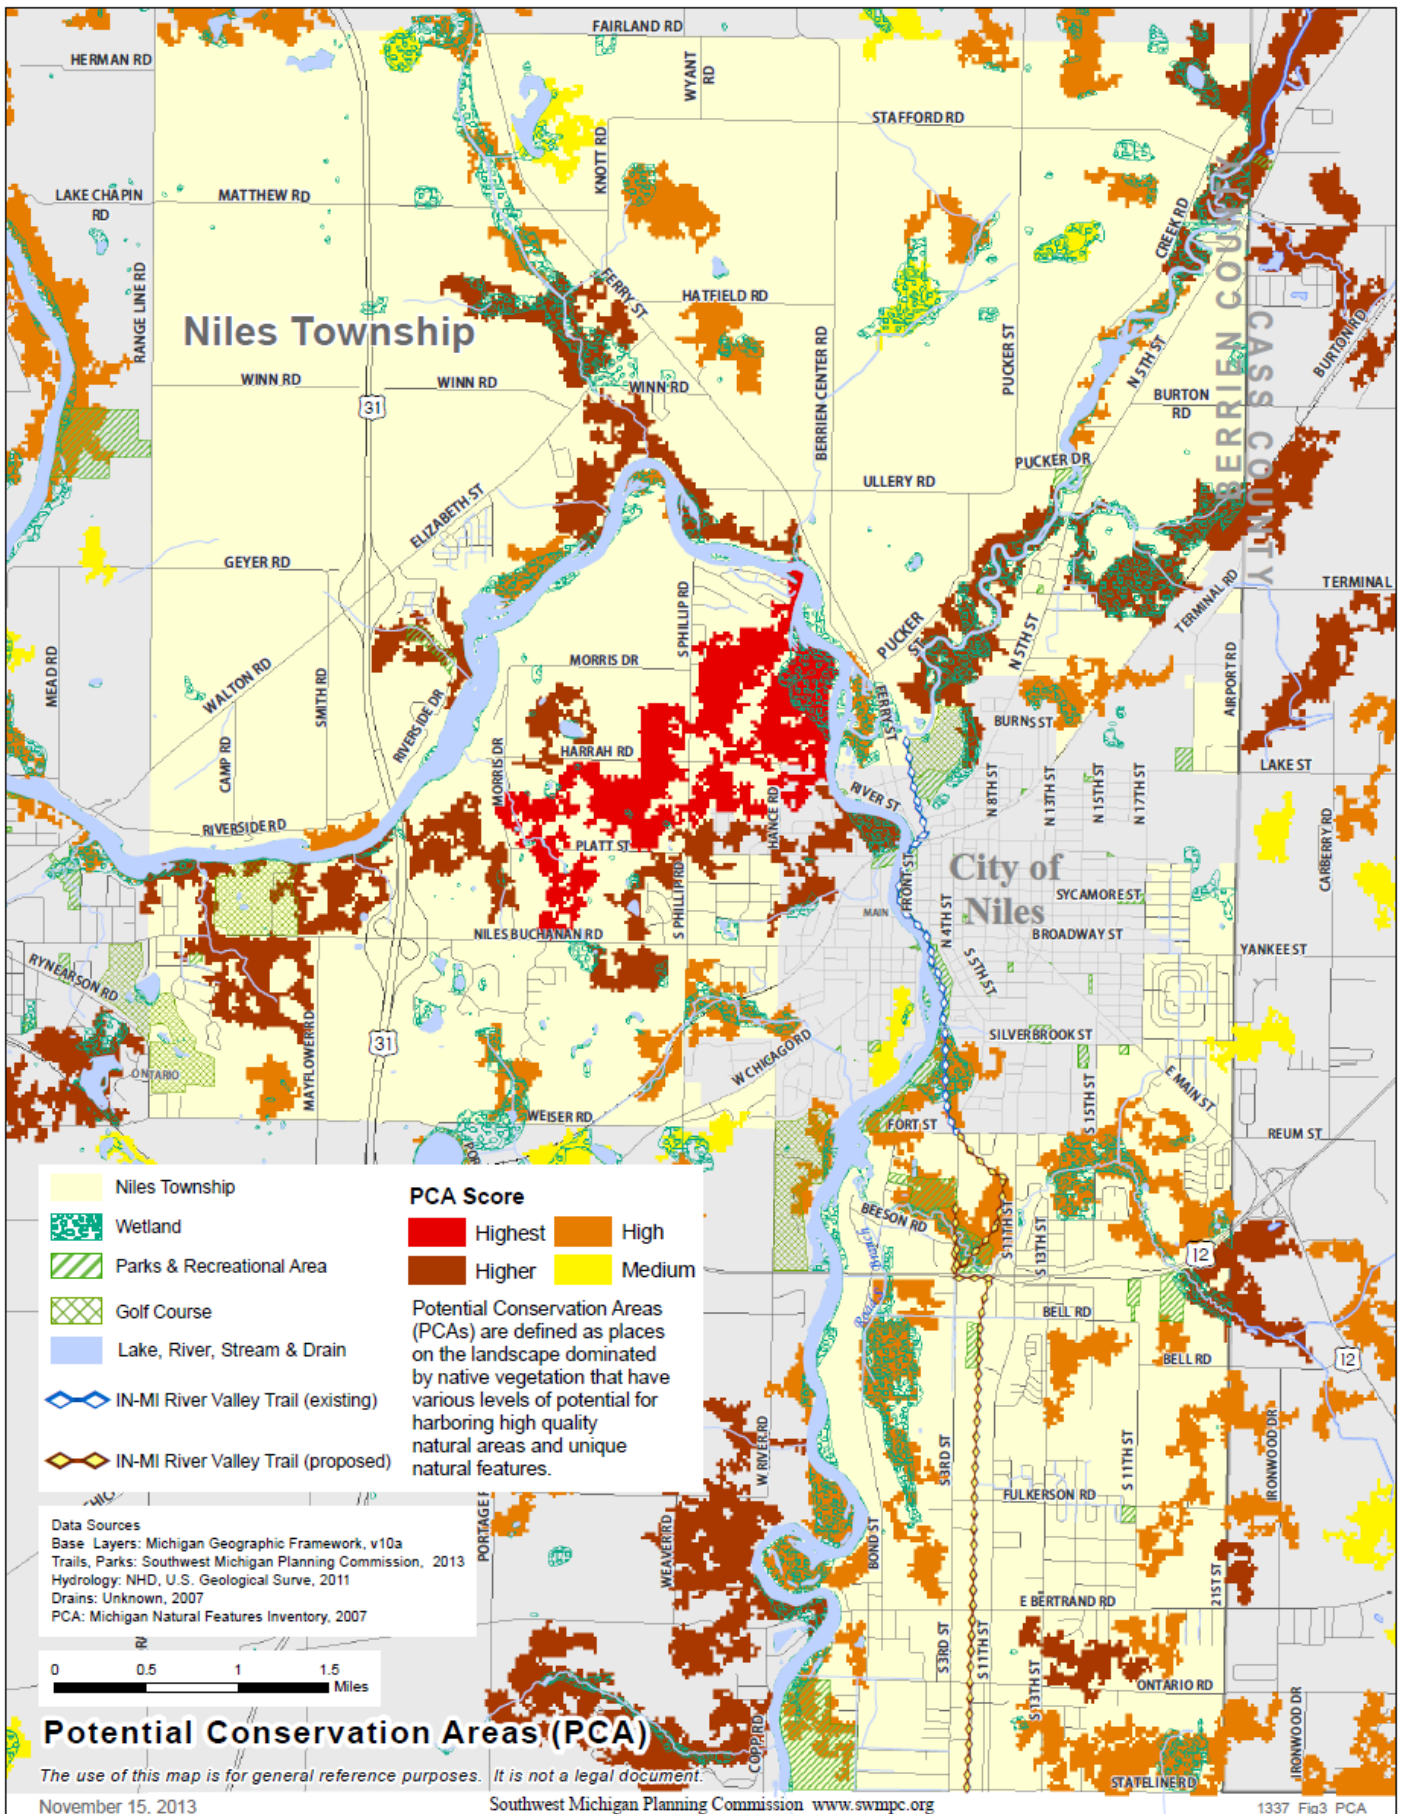 FAIRLAND RD
HERMAN RD
WYANT
RD
STAFFORD RD
KNOTT RD
LAKE CHAPIN
RD
MATTHEW RD
CREEK RD
RANGE LINE RD
FERRY ST
HATFIELD RD
Niles Township
BERRIEN COUNTY
CASS COUNTY
BURTON RD
N 5TH ST
PUCKER ST
BERRIEN CENTER RD
WINN RD
WINN RD
WINN RD
31
BURTON
RD
PUCKER DR
ULLERY RD
ELIZABETH ST
GEYER RD
TERMINAL
TERMINAL RD
S PHILLIP RD
PUCKER
ST
N 5TH ST
MORRIS DR
MEAD RD
WALTON RD
SMITH RD
AIRPORT RD
RIVERSIDE DR
FERRY ST
BURNS ST
CAMP RD
MORRIS DR
HARRAH RD
LAKE ST
N 8TH ST
N 13TH ST
N 15TH ST
N 17TH ST
HANCE RD
RIVER ST
RIVERSIDE RD
PLATT ST
CARBERRY RD
City of
Niles
S PHILLIP RD
FRONT ST
SYCAMORE ST
MAIN
N 4TH ST
NILES BUCHANAN RD
BROADWAY ST
YANKEE ST
S 5TH ST
RYNEARSON RD
MAYFLOWER RD
31
SILVERBROOK ST
W CHICAGO RD
ONTARIO
S 15TH ST
E MAIN ST
WEISER RD
FORT ST
REUM ST
POR
BEESON RD
S 11TH ST
S 13TH ST
12
Branch
BELL RD
BELL RD
12
W RIVER RD
S 3RD ST
S 11TH ST
IRONWOOD DR
FULKERSON RD
PORTAGE R
WEAVER RD
BOND ST
21ST ST
E BERTRAND RD
S 3RD ST
S 11TH ST
S 13TH ST
ONTARIO RD
COPP RD
IRONWOOD DR
STATELINE RD
Niles Township
Wetland
Parks & Recreational Area
Golf Course
Lake, River, Stream & Drain
IN-MI River Valley Trail (existing)
IN-MI River Valley Trail (proposed)
PCA Score
Highest
High
Higher
Medium
Potential Conservation Areas
(PCAs) are defined as places
on the landscape dominated
by native vegetation that have
various levels of potential for
harboring high quality
natural areas and unique
natural features.
Data Sources
Base Layers: Michigan Geographic Framework, v10a
Trails, Parks: Southwest Michigan Planning Commission, 2013
Hydrology: NHD, U.S. Geological Surve, 2011
Drains: Unknown, 2007
PCA: Michigan Natural Features Inventory, 2007
0 0.5 1 1.5
Miles
Potential Conservation Areas (PCA)
The use of this map is for general reference purposes. It is not a legal document.
November 15, 2013
Southwest Michigan Planning Commission www.swmpc.org
1337_Fig3_PCA